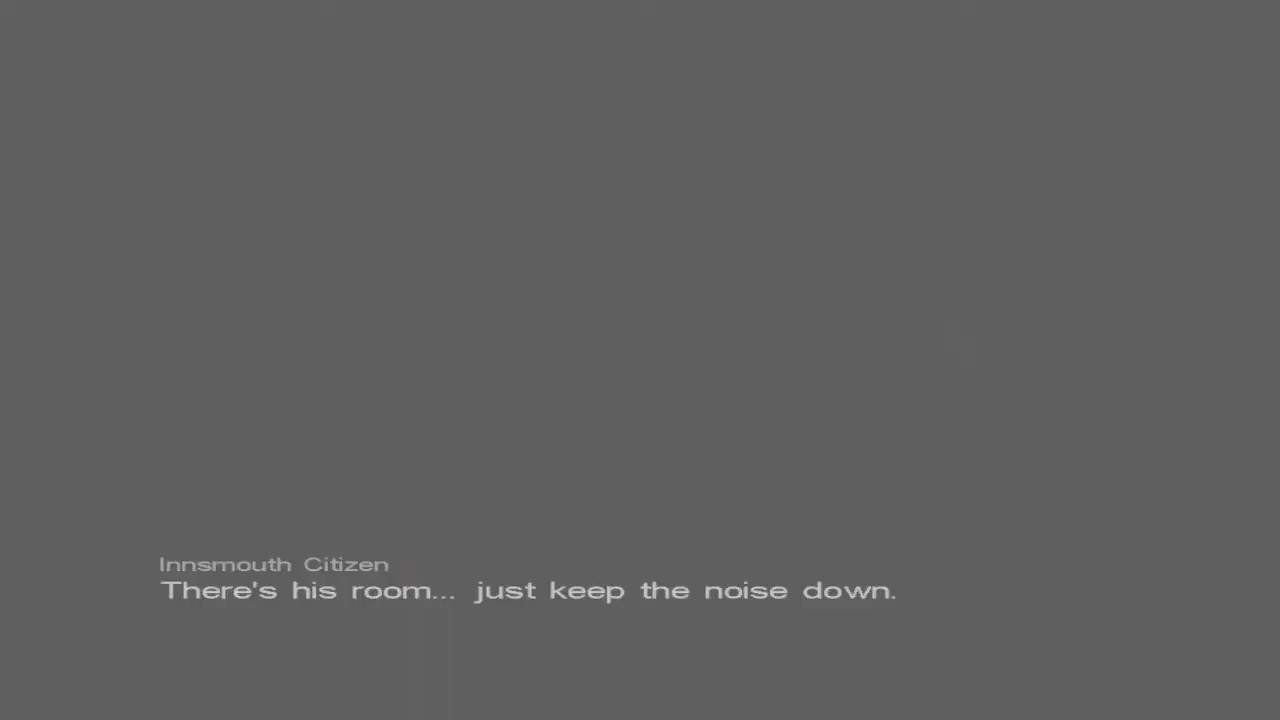 Innsmouth Citizen
There's his room... just keep the noise down.